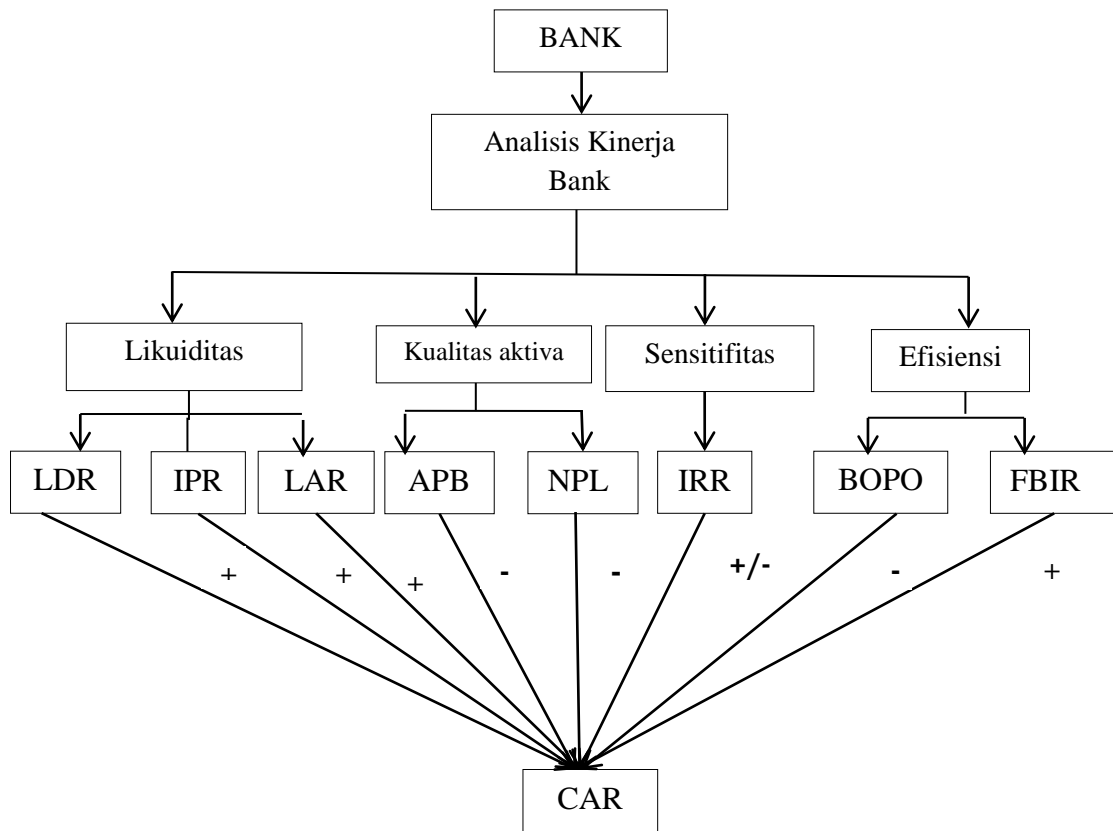 BANK
Analisis Kinerja
Bank
Likuiditas
Kualitas aktiva
Sensitifitas
Efisiensi
LDR
IPR
LAR
APB
NPL
IRR
BOPO
FBIR
+
+
+
-
-
+/-
-
+
CAR